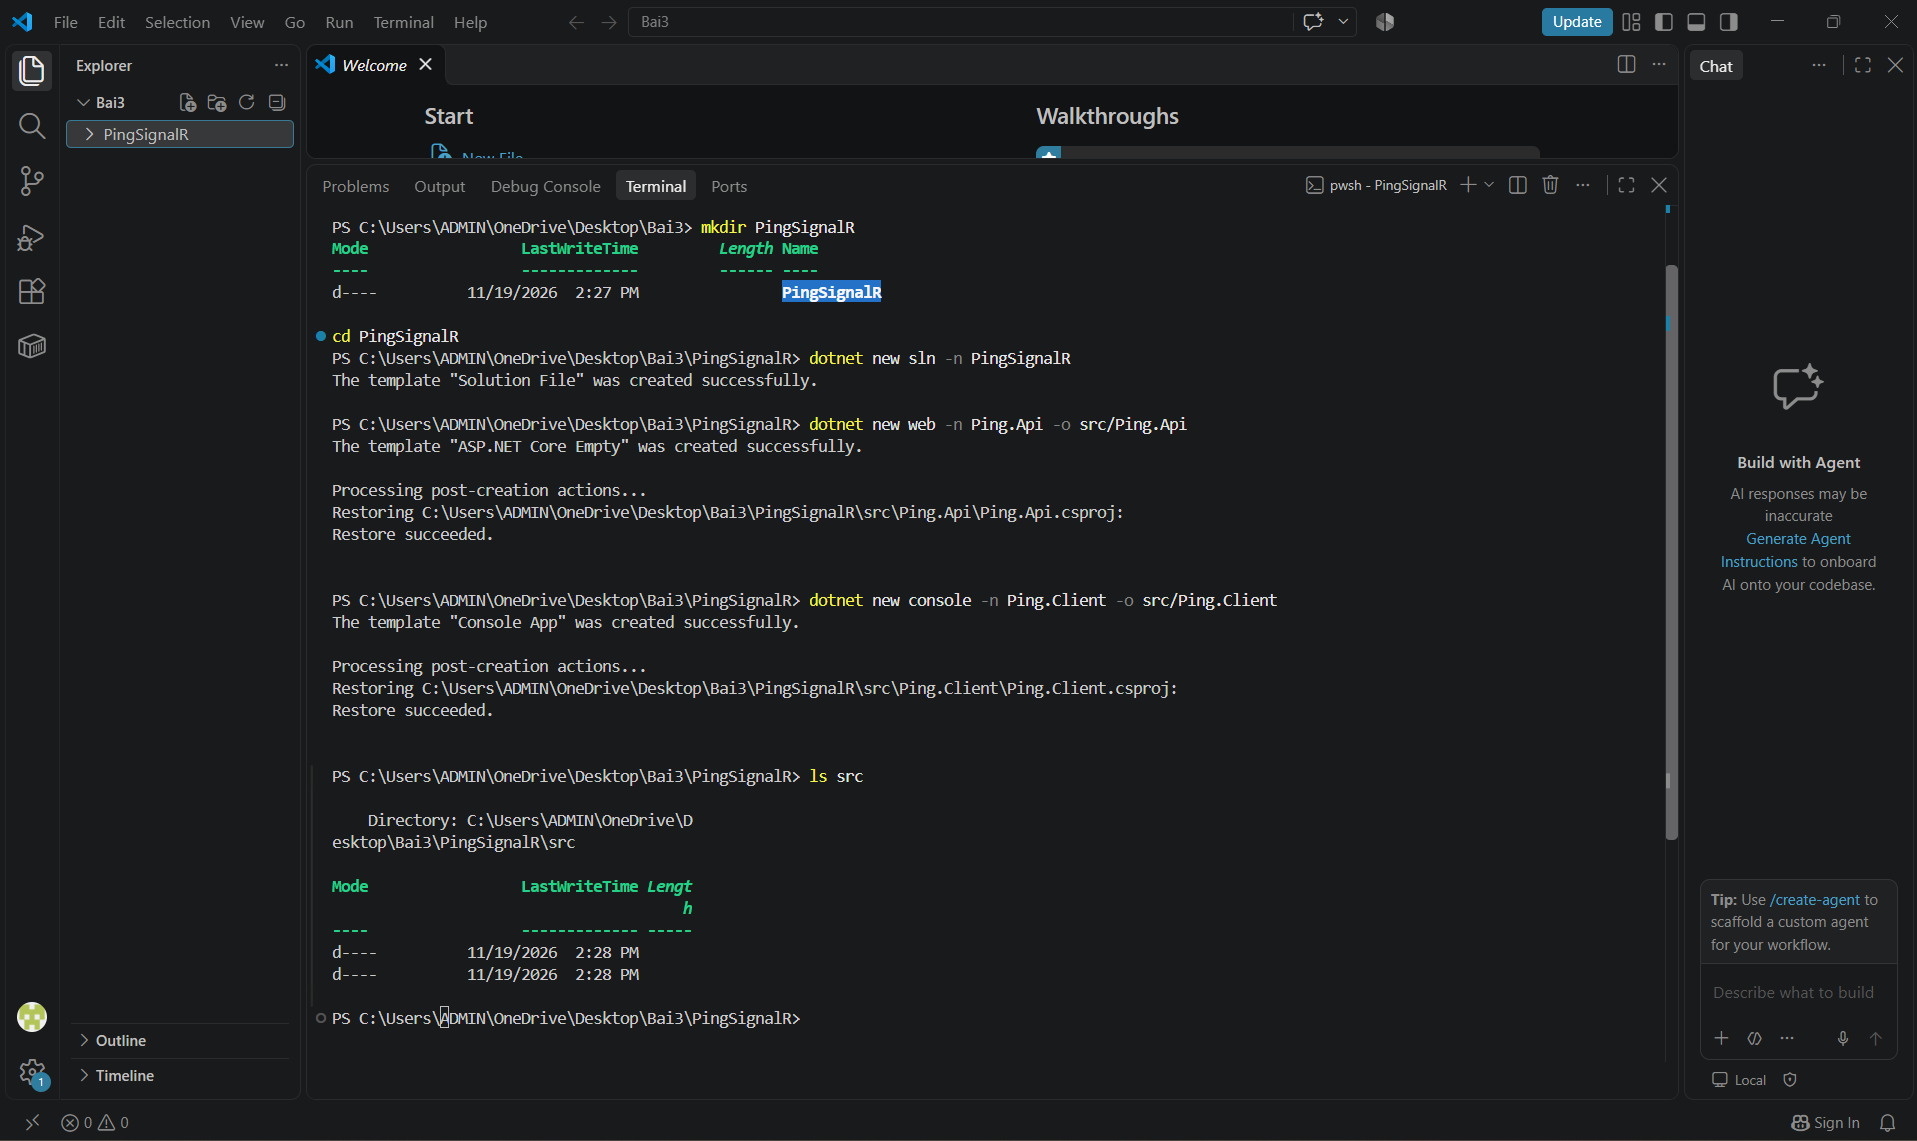 File Edit Selection View Go Run Terminal Help
Bai3
Update
Explorer
Bai3
PingSignalR
Outline
Timeline
Welcome
Start
New File
Walkthroughs
Problems Output Debug Console Terminal Ports
pwsh - PingSignalR
PS C:\Users\ADMIN\OneDrive\Desktop\Bai3> mkdir PingSignalR
Mode LastWriteTime Length Name
---- ------------- ------ ----
d---- 11/19/2026 2:27 PM PingSignalR
cd PingSignalR
PS C:\Users\ADMIN\OneDrive\Desktop\Bai3\PingSignalR> dotnet new sln -n PingSignalR
The template "Solution File" was created successfully.
PS C:\Users\ADMIN\OneDrive\Desktop\Bai3\PingSignalR> dotnet new web -n Ping.Api -o src/Ping.Api
The template "ASP.NET Core Empty" was created successfully.
Processing post-creation actions...
Restoring C:\Users\ADMIN\OneDrive\Desktop\Bai3\PingSignalR\src\Ping.Api\Ping.Api.csproj:
Restore succeeded.
PS C:\Users\ADMIN\OneDrive\Desktop\Bai3\PingSignalR> dotnet new console -n Ping.Client -o src/Ping.Client
The template "Console App" was created successfully.
Processing post-creation actions...
Restoring C:\Users\ADMIN\OneDrive\Desktop\Bai3\PingSignalR\src\Ping.Client\Ping.Client.csproj:
Restore succeeded.
PS C:\Users\ADMIN\OneDrive\Desktop\Bai3\PingSignalR> ls src
Directory: C:\Users\ADMIN\OneDrive\D
esktop\Bai3\PingSignalR\src
Mode LastWriteTime Lengt
h
---- ------------- -----
d---- 11/19/2026 2:28 PM
d---- 11/19/2026 2:28 PM
PS C:\Users\ADMIN\OneDrive\Desktop\Bai3\PingSignalR>
Chat
Build with Agent
AI responses may be
inaccurate
Generate Agent
Instructions to onboard
AI onto your codebase.
Tip: Use /create-agent to
scaffold a custom agent
for your workflow.
Describe what to build
Local
1
0 0
Sign In